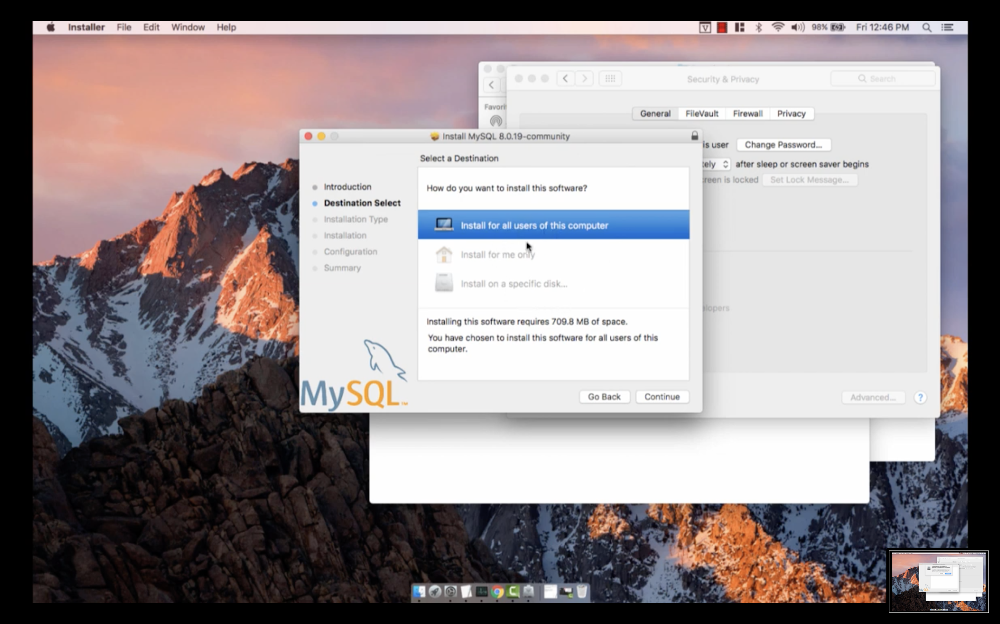 Installer File Edit Window Help
V 98% Fri 12:46 PM
Security & Privacy
Search
Favori
General FileVault Firewall Privacy
Install MySQL 8.0.19-community
is user Change Password...
Select a Destination
tely after sleep or screen saver begins
reen is locked Set Lock Message...
Introduction
How do you want to install this software?
Destination Select
Installation Type
Install for all users of this computer
Installation
Configuration
Install for me only
Summary
Install on a specific disk...
elopers
Installing this software requires 709.8 MB of space.
You have chosen to install this software for all users of this
computer.
MySQL™
Go Back Continue
Advanced... ?
MySQL